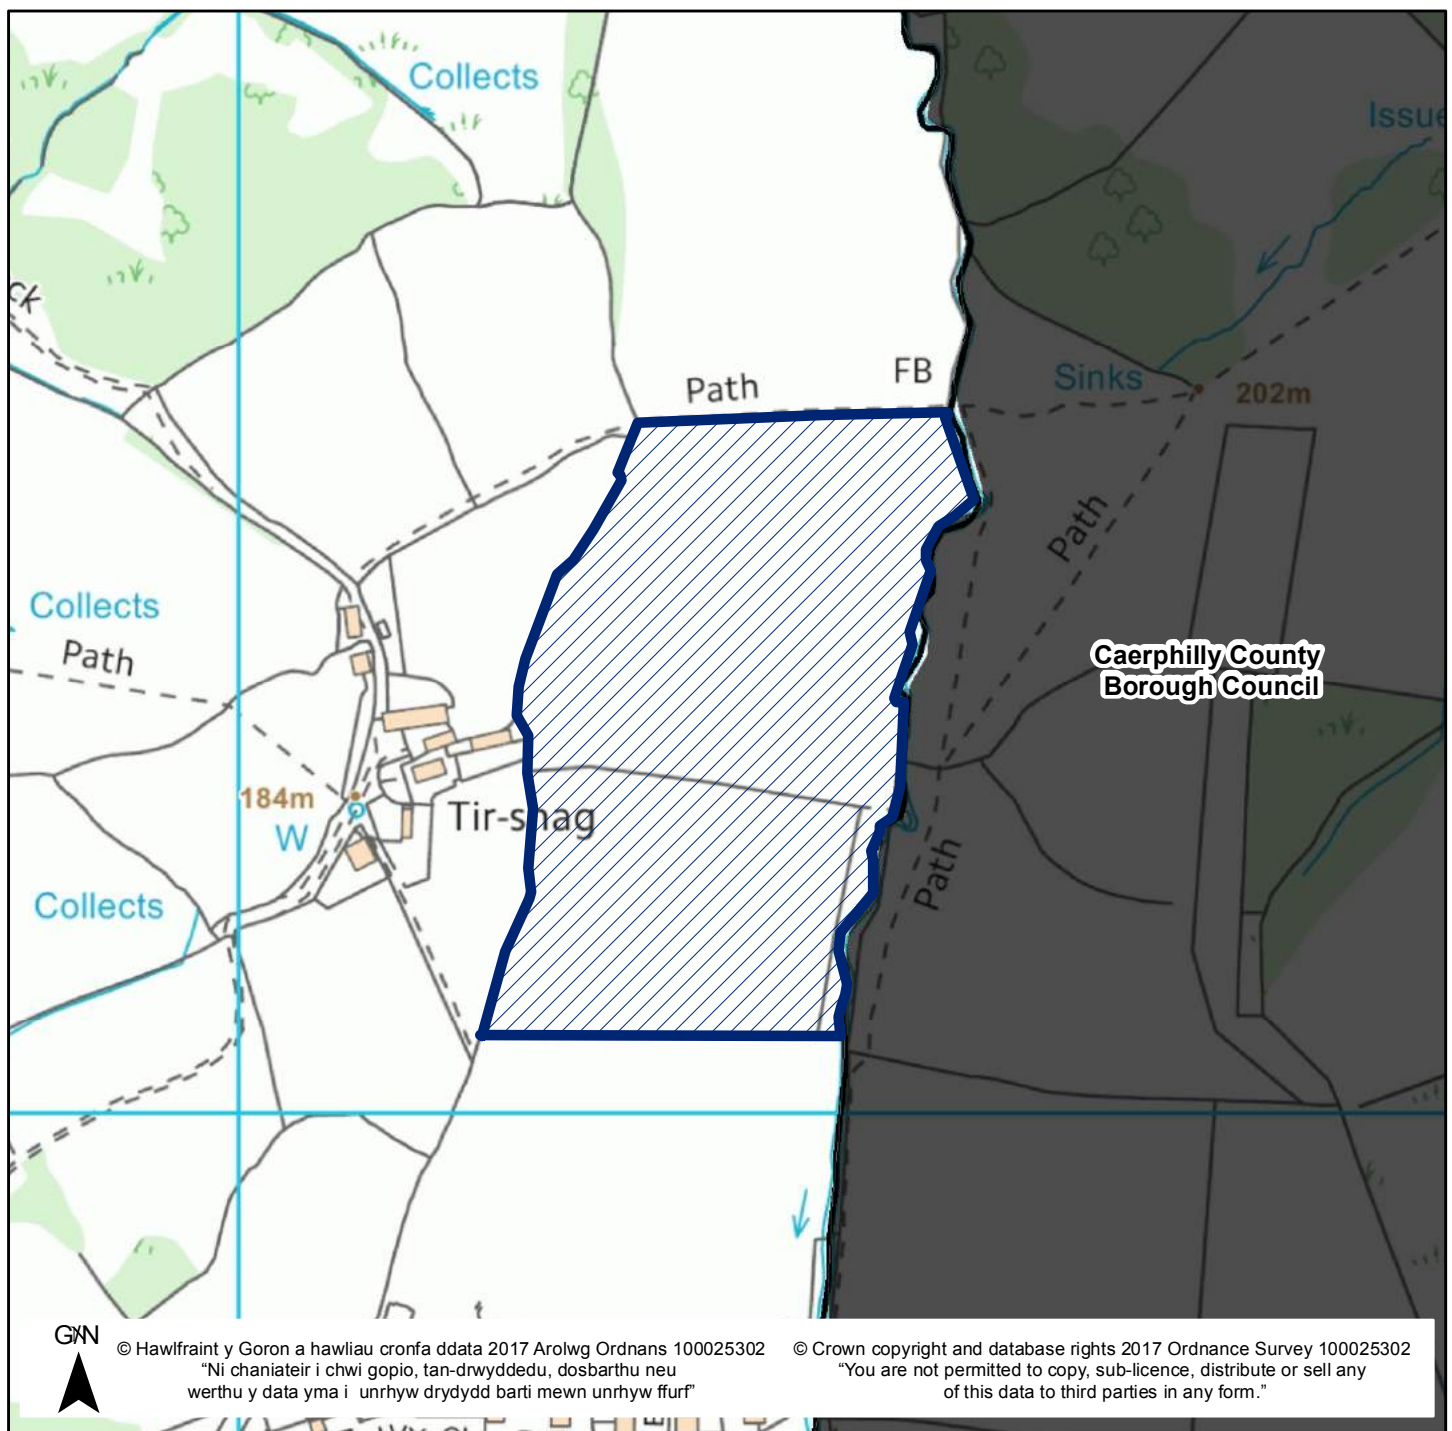 Collects
Issue
ck
Path
FB
Sinks
202m
Path
Collects
Path
Caerphilly County
Borough Council
184m
W
Tir-snag
Path
Collects
G/N
© Hawlfraint y Goron a hawliau cronfa ddata 2017 Arolwg Ordnans 100025302
“Ni chaniateir i chwi gopio, tan-drwyddedu, dosbarthu neu
werthu y data yma i unrhyw drydydd barti mewn unrhyw ffurf”
© Crown copyright and database rights 2017 Ordnance Survey 100025302
“You are not permitted to copy, sub-licence, distribute or sell any
of this data to third parties in any form.”